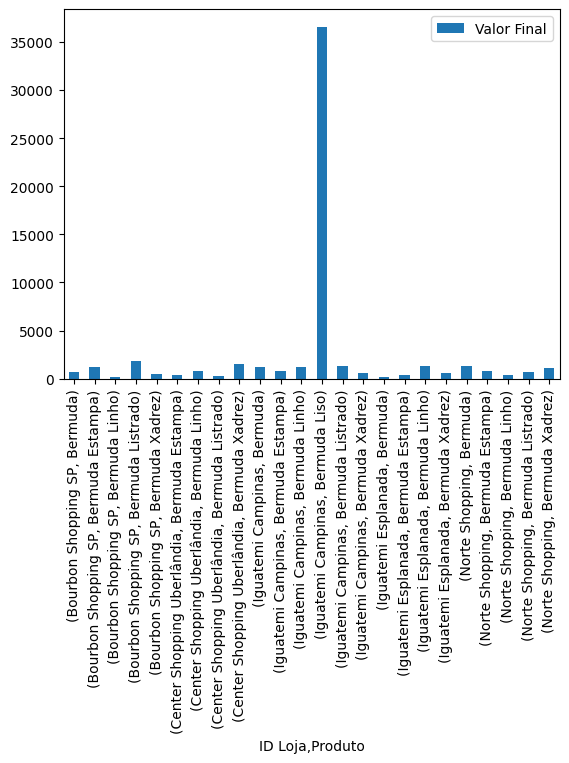 Valor Final
35000
30000
25000
20000
15000
10000
5000
0
(Bourbon Shopping SP, Bermuda)
(Bourbon Shopping SP, Bermuda Estampa)
(Bourbon Shopping SP, Bermuda Linho)
(Bourbon Shopping SP, Bermuda Listrado)
(Bourbon Shopping SP, Bermuda Xadrez)
(Center Shopping Uberlândia, Bermuda Estampa)
(Center Shopping Uberlândia, Bermuda Linho)
(Center Shopping Uberlândia, Bermuda Listrado)
(Center Shopping Uberlândia, Bermuda Xadrez)
(Iguatemi Campinas, Bermuda)
(Iguatemi Campinas, Bermuda Estampa)
(Iguatemi Campinas, Bermuda Linho)
(Iguatemi Campinas, Bermuda Liso)
(Iguatemi Campinas, Bermuda Listrado)
(Iguatemi Campinas, Bermuda Xadrez)
(Iguatemi Esplanada, Bermuda)
(Iguatemi Esplanada, Bermuda Estampa)
(Iguatemi Esplanada, Bermuda Linho)
(Iguatemi Esplanada, Bermuda Xadrez)
(Norte Shopping, Bermuda)
(Norte Shopping, Bermuda Estampa)
(Norte Shopping, Bermuda Linho)
(Norte Shopping, Bermuda Listrado)
(Norte Shopping, Bermuda Xadrez)
ID Loja,Produto